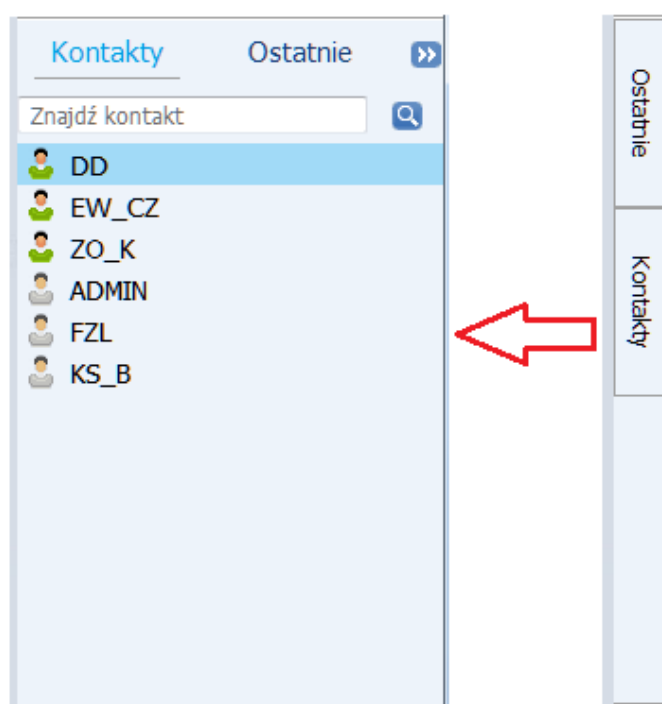 Kontakty Ostatnie
Znajdź kontakt
DD
EW_CZ
ZO_K
ADMIN
FZL
KS_B
Ostatnie
Kontakty